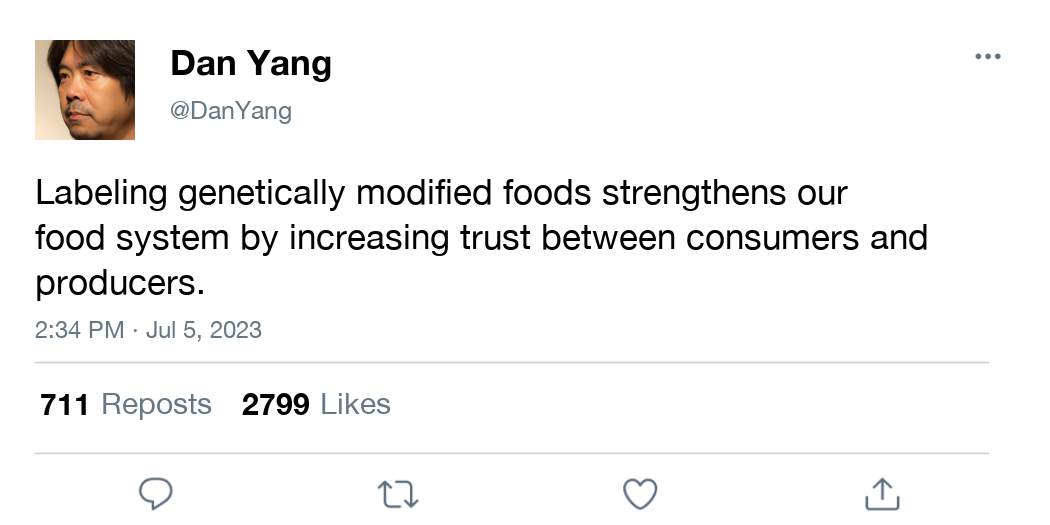 Dan Yang
@DanYang
Labeling genetically modified foods strengthens our
food system by increasing trust between consumers and
producers.
2:34 PM · Jul 5, 2023
711 Reposts 2799 Likes